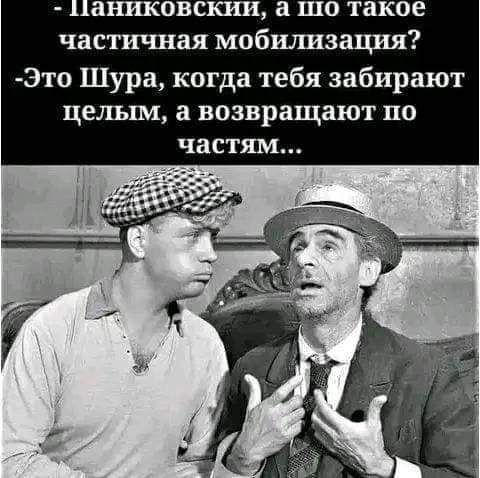 - Паниковский, а шо такое
частичная мобилизация?
-Это Шура, когда тебя забирают
целым, а возвращают по
частям...